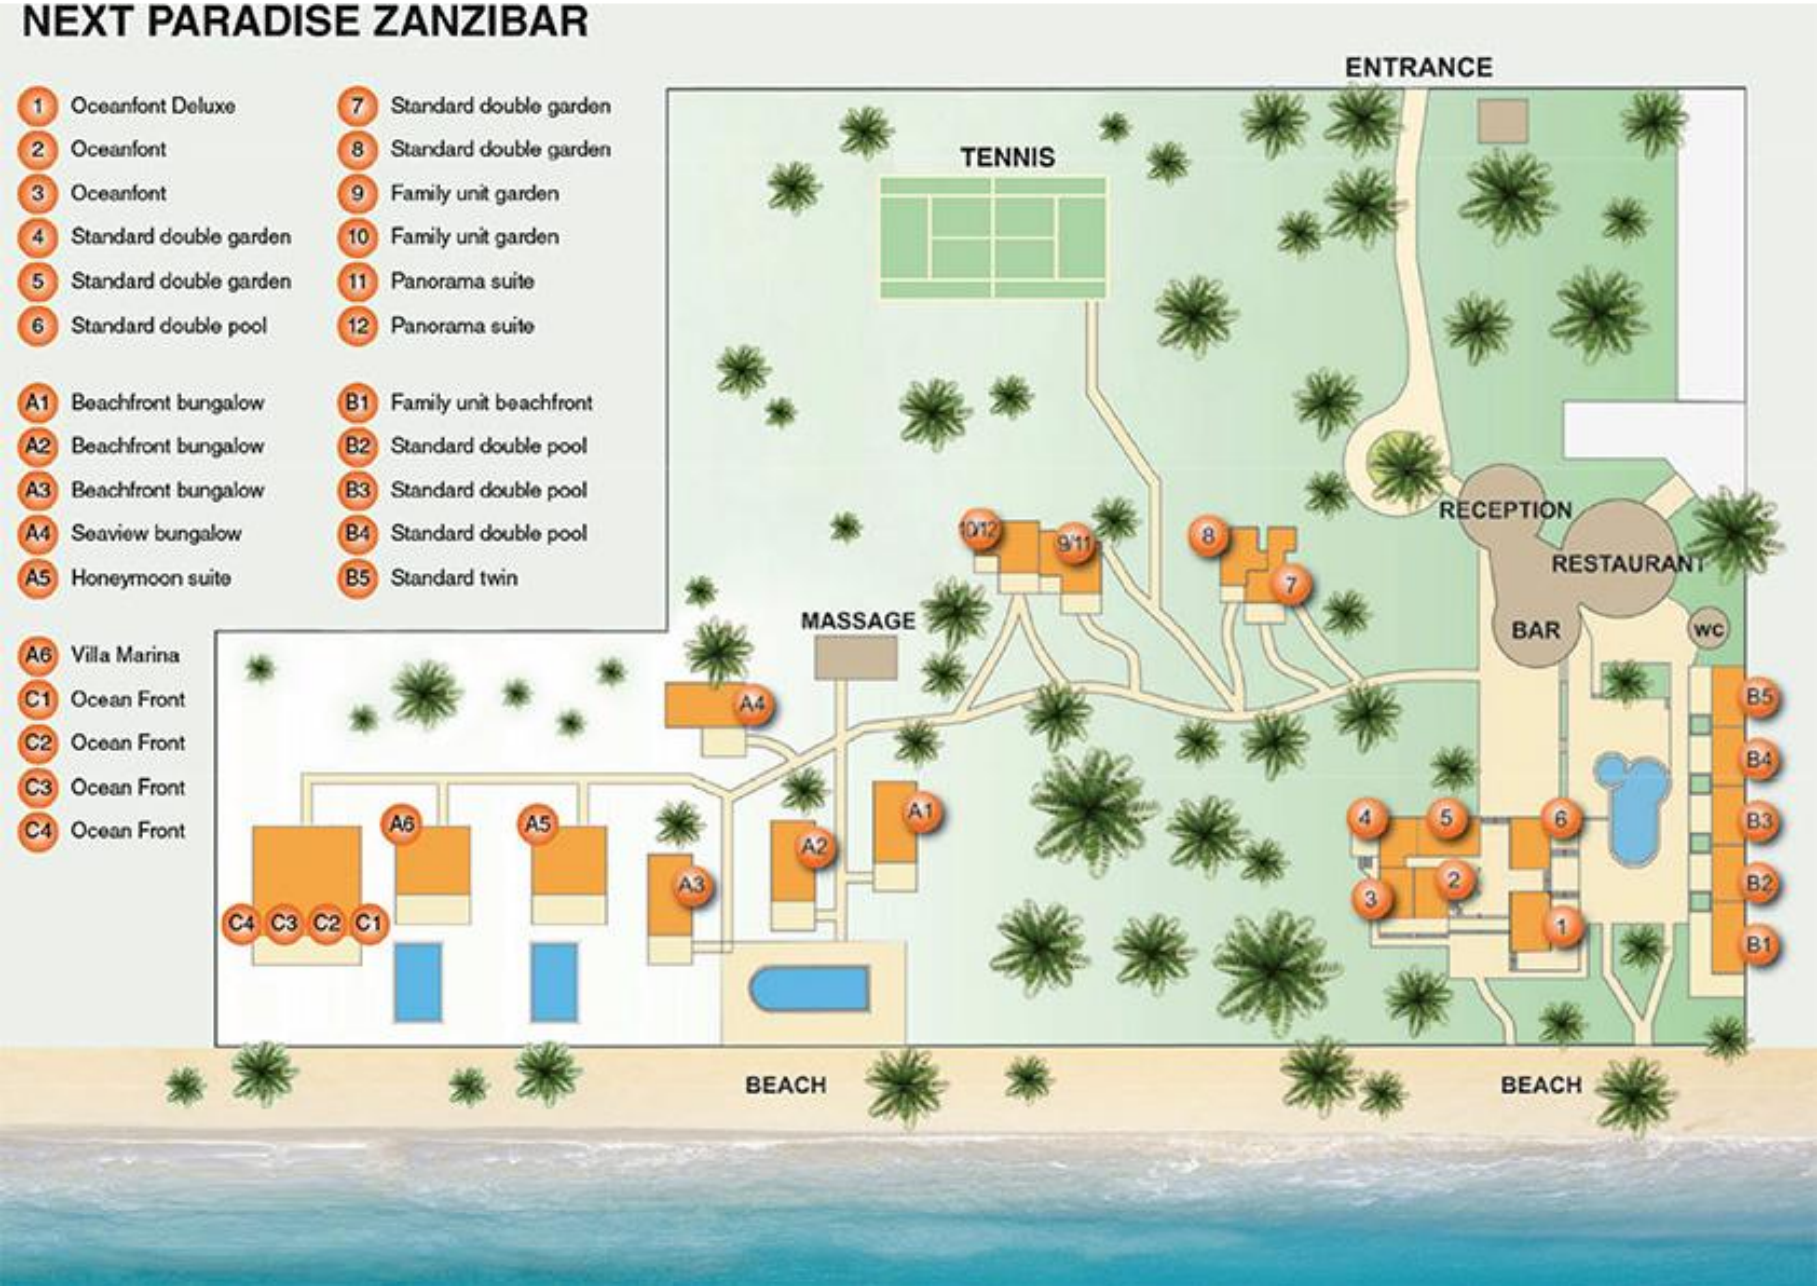 NEXT PARADISE ZANZIBAR
1 Oceanfont Deluxe
2 Oceanfont
3 Oceanfont
4 Standard double garden
5 Standard double garden
6 Standard double pool
7 Standard double garden
8 Standard double garden
9 Family unit garden
10 Family unit garden
11 Panorama suite
12 Panorama suite
A1 Beachfront bungalow
A2 Beachfront bungalow
A3 Beachfront bungalow
A4 Seaview bungalow
A5 Honeymoon suite
B1 Family unit beachfront
B2 Standard double pool
B3 Standard double pool
B4 Standard double pool
B5 Standard twin
A6 Villa Marina
C1 Ocean Front
C2 Ocean Front
C3 Ocean Front
C4 Ocean Front
ENTRANCE
TENNIS
RECEPTION
RESTAURANT
BAR
WC
MASSAGE
10/12
9/11
8
7
A4
A1
A2
A3
A5
A6
C4 C3 C2 C1
4
5
6
3
2
1
B5
B4
B3
B2
B1
BEACH
BEACH